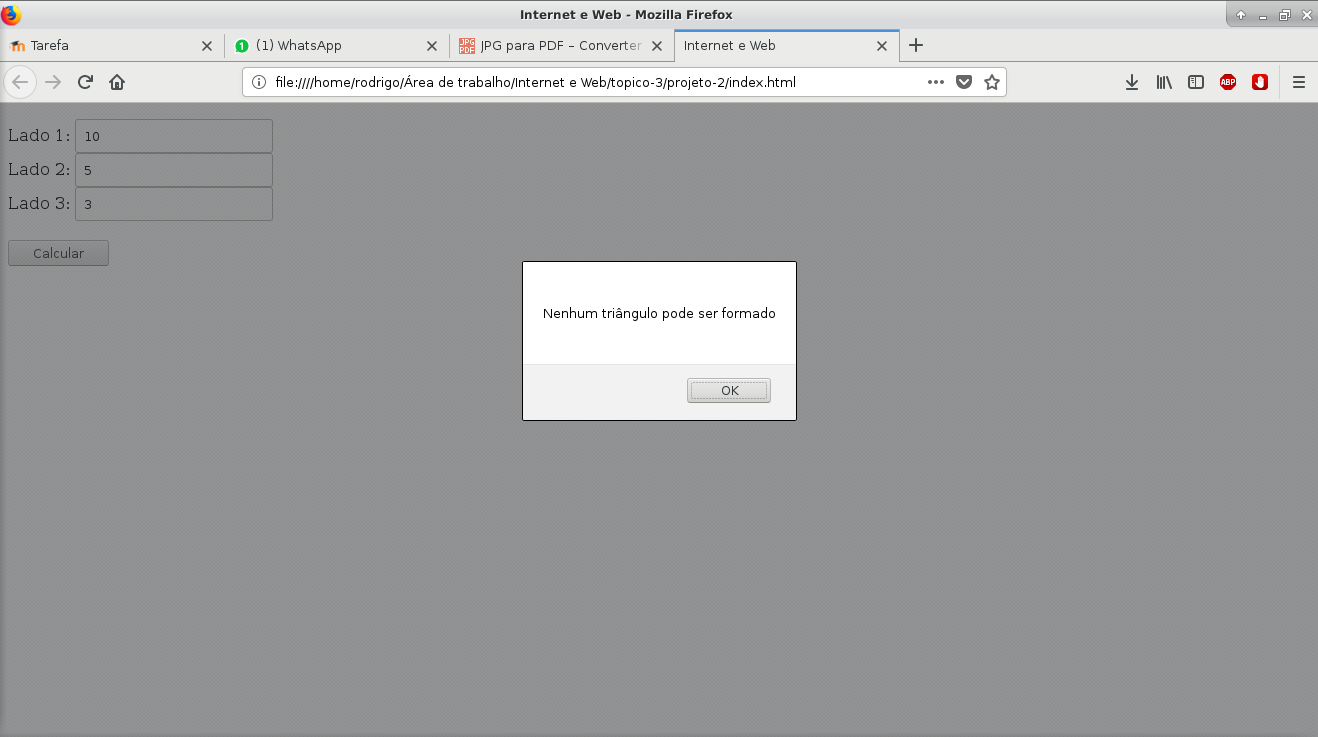 Internet e Web - Mozilla Firefox
Tarefa
(1) WhatsApp
JPG PDF
JPG para PDF – Converter
Internet e Web
file:////home/rodrigo/Área de trabalho/Internet e Web/topico-3/projeto-2/index.html
ABP
Lado 1: 10
Lado 2: 5
Lado 3: 3
Calcular
Nenhum triângulo pode ser formado
OK